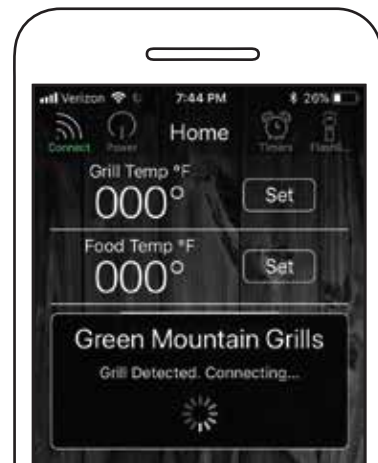 Verizon 7:44 PM 26%
Connect Power Home Timers Flashli...
Grill Temp °F
000° Set
Food Temp °F
000° Set
Green Mountain Grills
Grill Detected. Connecting...